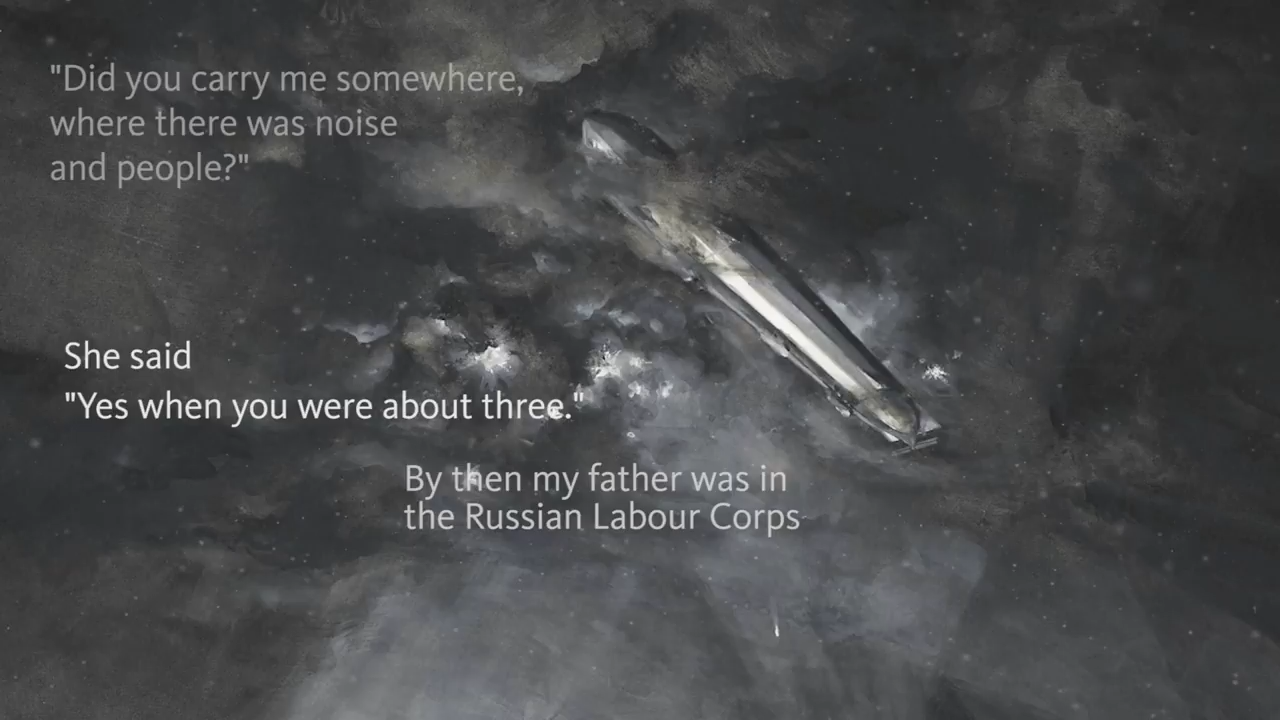 "Did you carry me somewhere,
where there was noise
and people?"
She said
"Yes when you were about three."
By then my father was in
the Russian Labour Corps